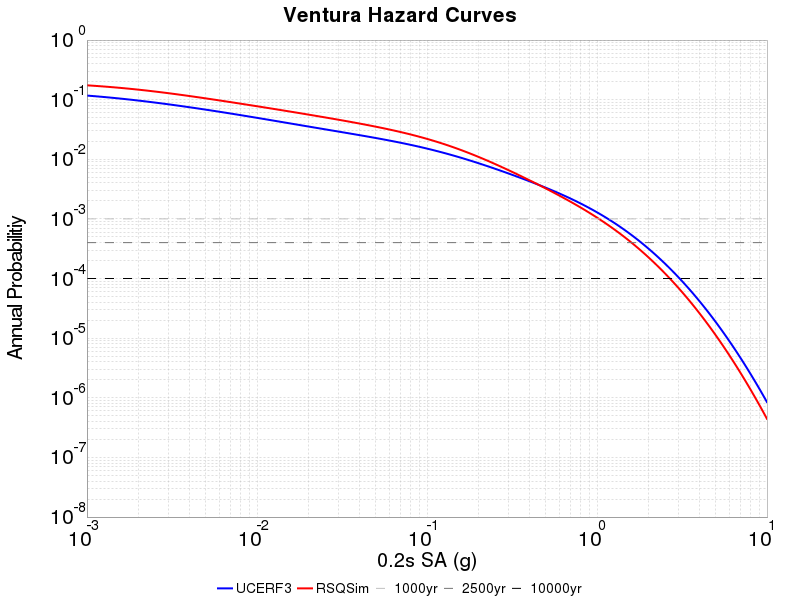 Ventura Hazard Curves
10^0
10^-1
10^-2
10^-3
10^-4
10^-5
10^-6
10^-7
10^-8
Annual Probabilitiy
10^-3 10^-2 10^-1 10^0 10^1
0.2s SA (g)
UCERF3 RSQSim 1000yr 2500yr 10000yr